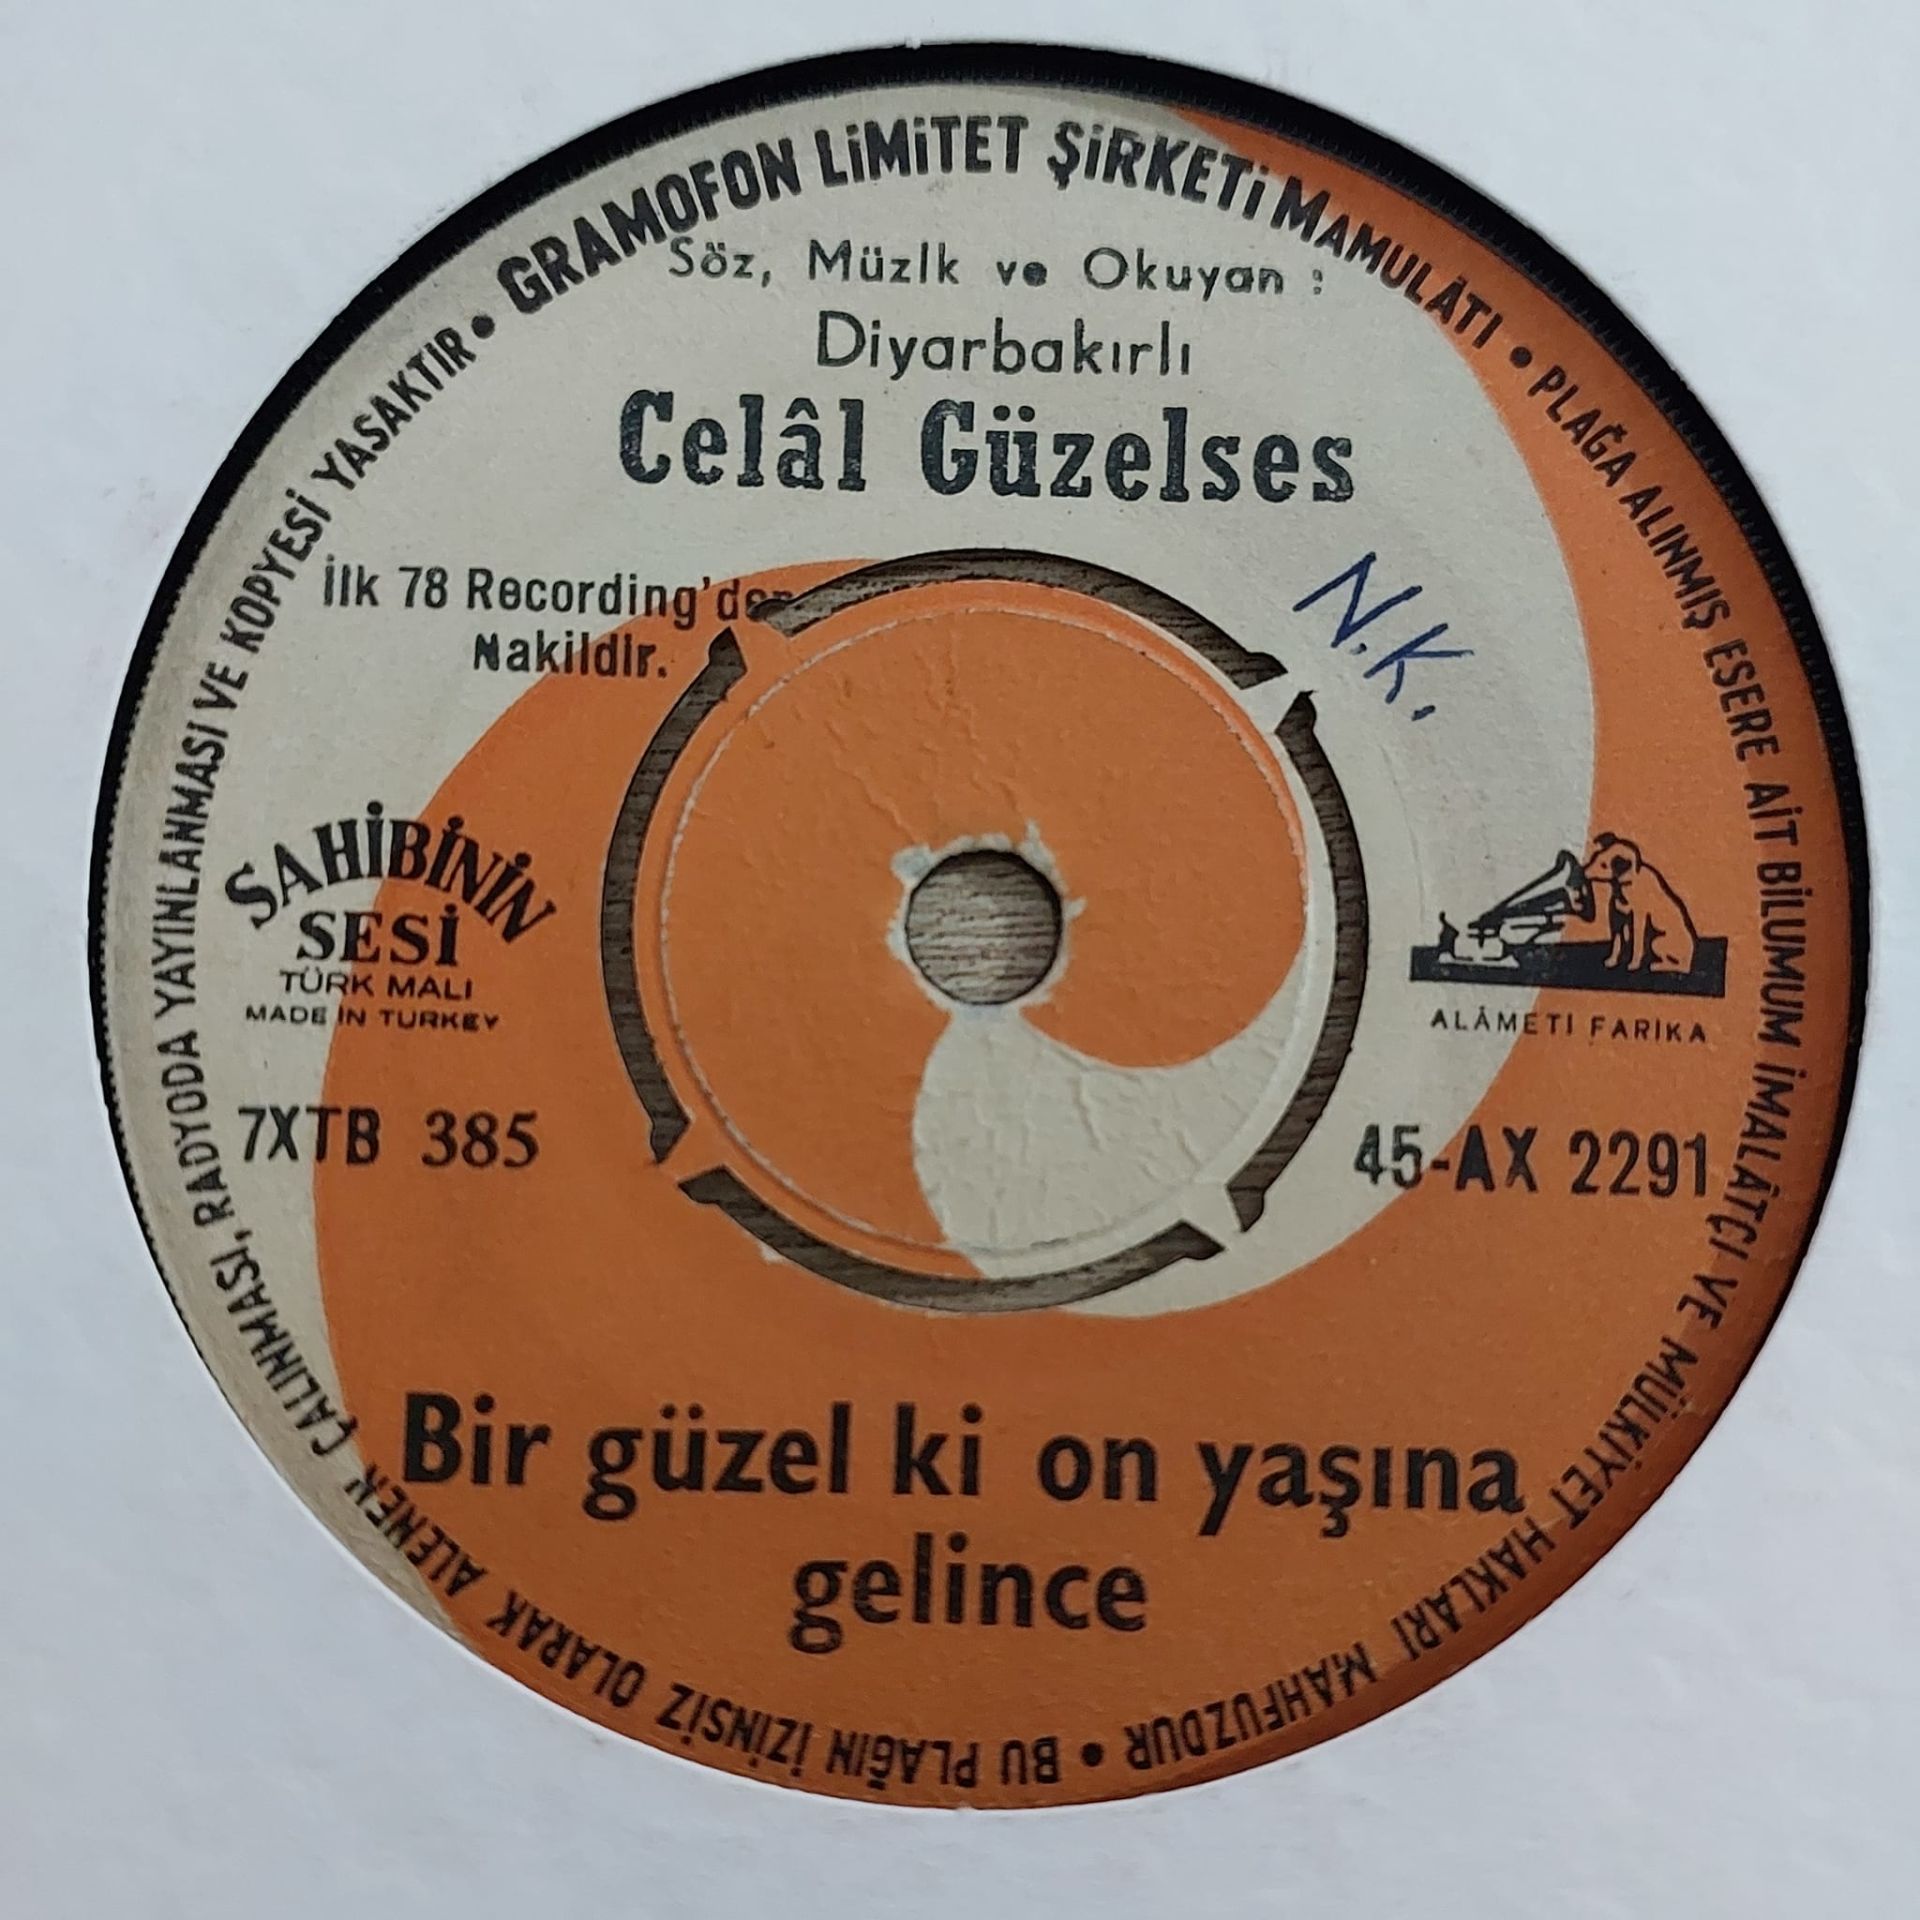 GRAMOFON LİMİTET ŞİRKETİ MAMULÂTI • PLAĞA ALINMIŞ ESERE AİT BİLUMUM İMALÂTÇI VE MÜLKİYET HAKLARI MAHFUZDUR • BU PLAĞIN İZİNSİZ OLARAK ALENEN ÇALINMASI, RADYODA YAYINLANMASI VE KOPYESİ YASAKTIR •
Söz, Müzik ve Okuyan :
Diyarbakırlı
Celâl Güzelses
İlk 78 Recording'den
Nakildir.
N.K.
SAHİBİNİN
SESİ
TÜRK MALI
MADE IN TURKEY
ALÂMETİ FARİKA
7XTB 385
45-AX 2291
Bir güzel ki on yaşına
gelince